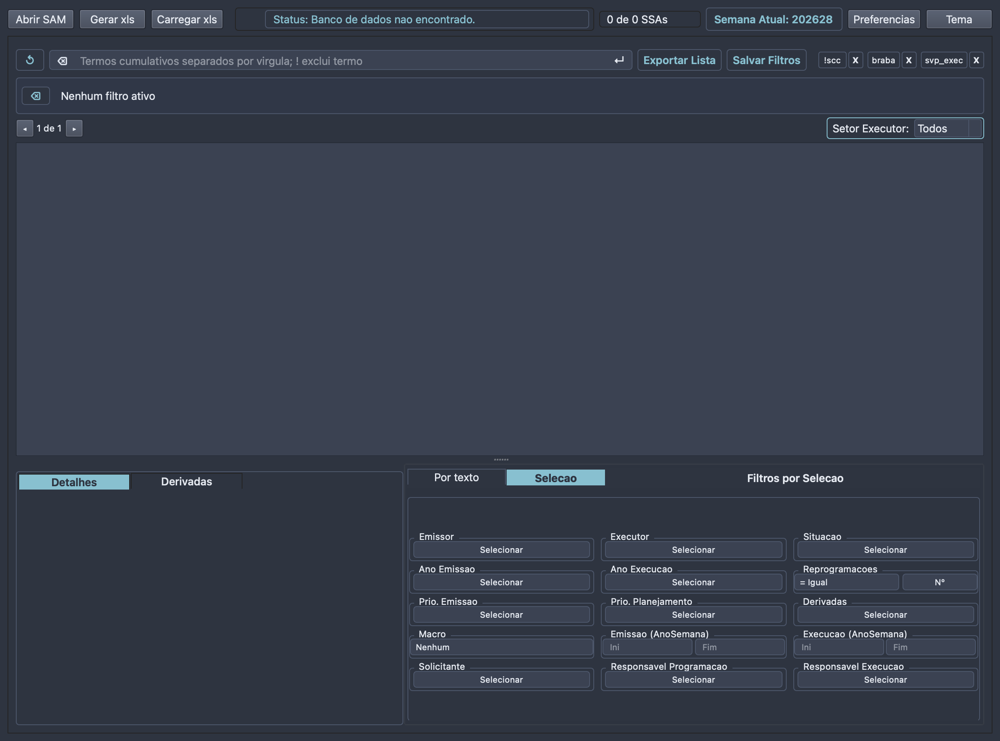 Abrir SAM Gerar xls Carregar xls Status: Banco de dados nao encontrado. 0 de 0 SSAs Semana Atual: 202628 Preferencias Tema
Termos cumulativos separados por virgula; ! exclui termo Exportar Lista Salvar Filtros !scc X braba X svp_exec X
Nenhum filtro ativo
1 de 1 Setor Executor: Todos
Detalhes Derivadas
Por texto Selecao Filtros por Selecao
Emissor Executor Situacao
Selecionar Selecionar Selecionar
Ano Emissao Ano Execucao Reprogramacoes
Selecionar Selecionar = Igual Nº
Prio. Emissao Prio. Planejamento Derivadas
Selecionar Selecionar Selecionar
Macro Emissao (AnoSemana) Execucao (AnoSemana)
Nenhum Ini Fim Ini Fim
Solicitante Responsavel Programacao Responsavel Execucao
Selecionar Selecionar Selecionar